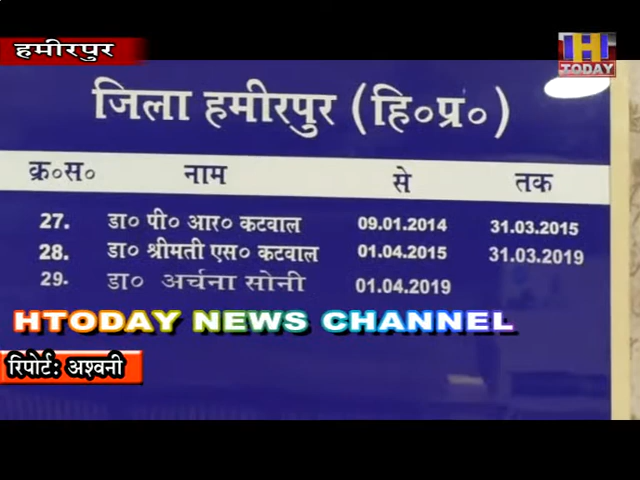 हमीरपुर
H
TODAY
जिला हमीरपुर (हि०प्र०)
क्र०स० नाम से तक
27. डा० पी० आर० कटवाल 09.01.2014 31.03.2015
28. डा० श्रीमती एस० कटवाल 01.04.2015 31.03.2019
29. डा० अर्चना सोनी 01.04.2019
HTODAY NEWS CHANNEL
रिपोर्टः अश्वनी